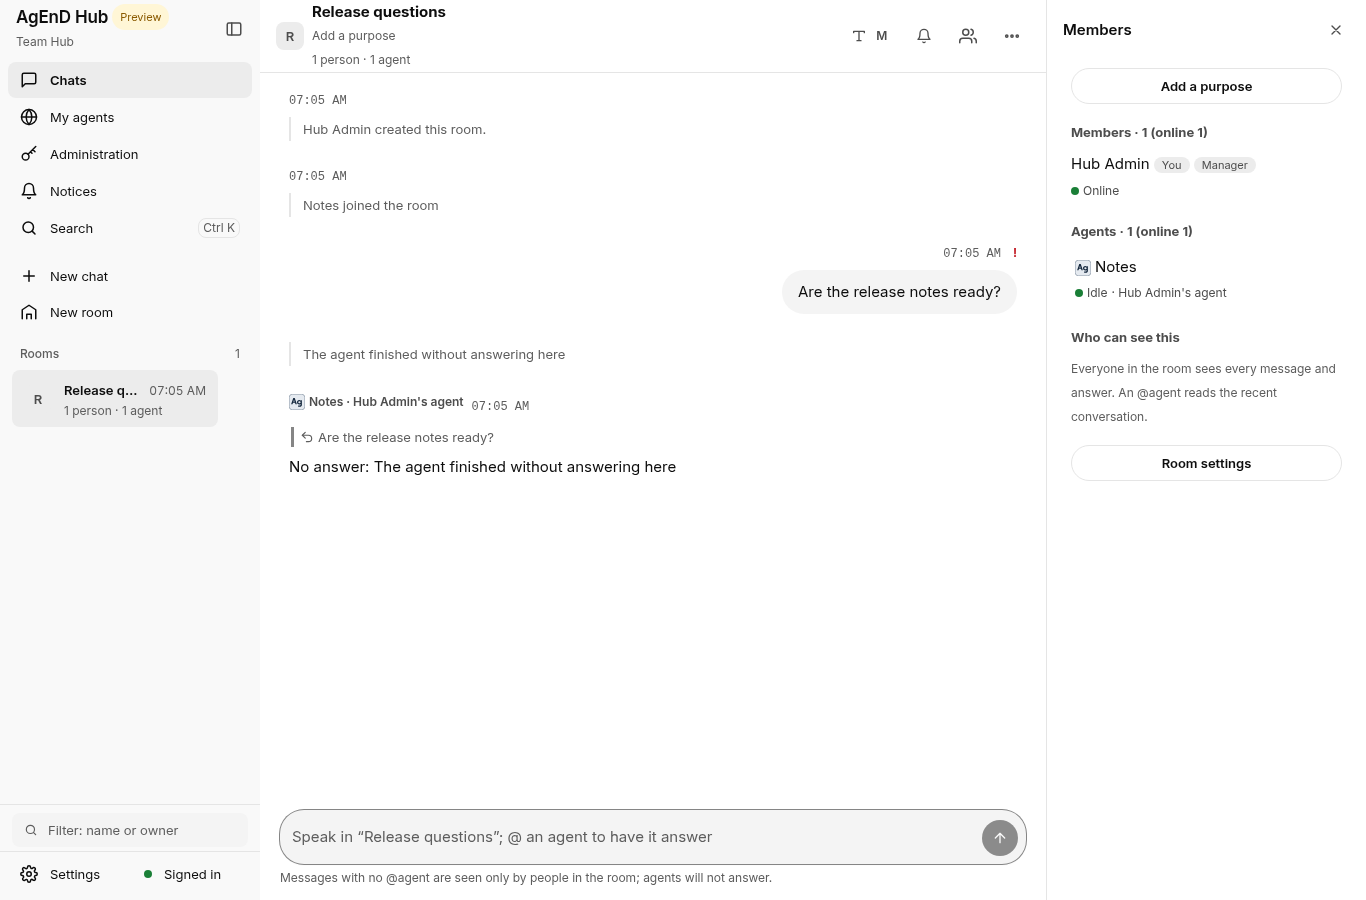 AgEnD Hub Preview
Team Hub
Chats
My agents
Administration
Notices
Search Ctrl K
New chat
New room
Rooms 1
R Release q... 07:05 AM
1 person · 1 agent
Filter: name or owner
Settings Signed in
R Release questions
Add a purpose
1 person · 1 agent
T M
07:05 AM
Hub Admin created this room.
07:05 AM
Notes joined the room
07:05 AM !
Are the release notes ready?
The agent finished without answering here
Ag Notes · Hub Admin's agent 07:05 AM
Are the release notes ready?
No answer: The agent finished without answering here
Speak in “Release questions”; @ an agent to have it answer
Messages with no @agent are seen only by people in the room; agents will not answer.
Members
Add a purpose
Members · 1 (online 1)
Hub Admin You Manager
Online
Agents · 1 (online 1)
Ag Notes
Idle · Hub Admin's agent
Who can see this
Everyone in the room sees every message and
answer. An @agent reads the recent
conversation.
Room settings